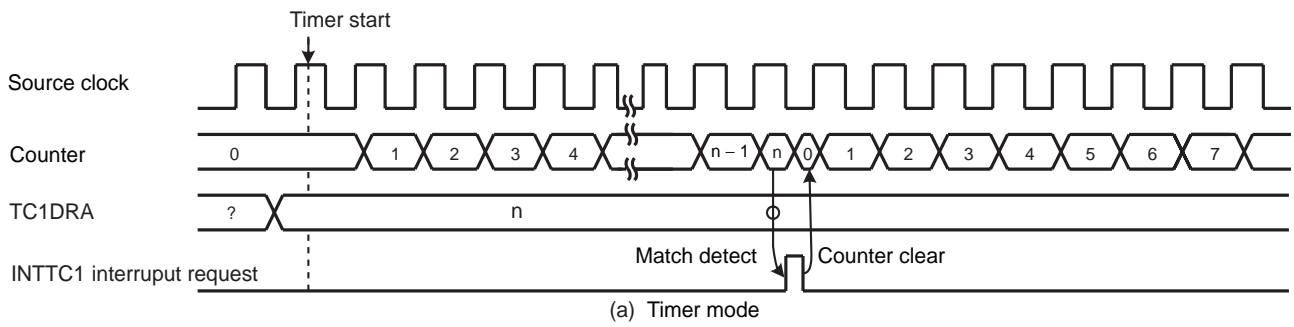 Timer start
Source clock
Counter 0 1 2 3 4 n – 1 n 0 1 2 3 4 5 6 7
TC1DRA ? n
Match detect Counter clear
INTTC1 interruput request
(a) Timer mode